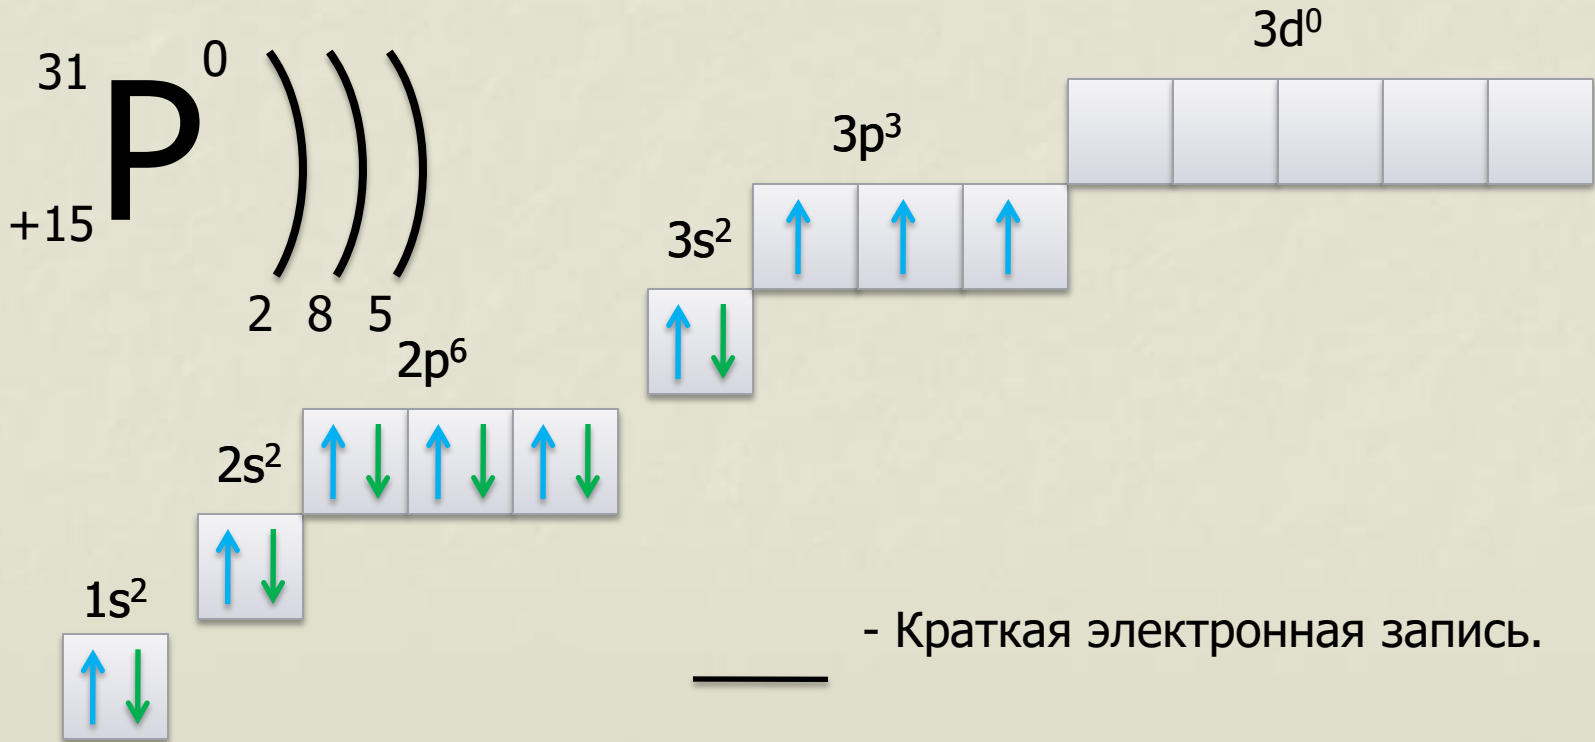 31 P 0
+15
2 8 5
3d⁰
3p³
3s²
2p⁶
2s²
1s²
- Краткая электронная запись.